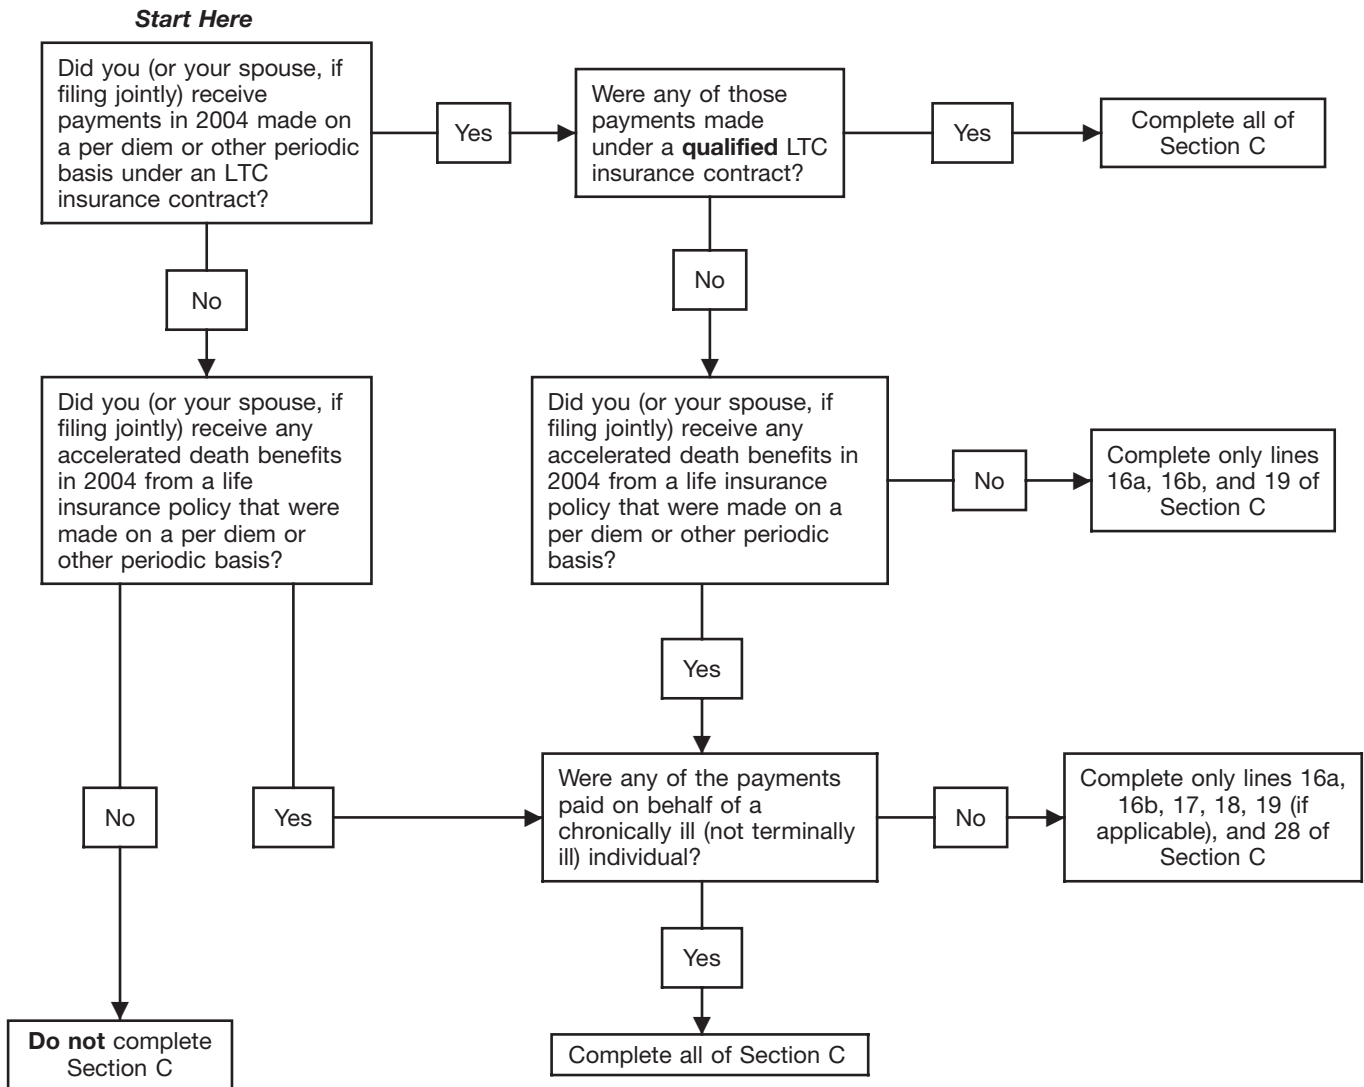 Start Here
Did you (or your spouse, if
filing jointly) receive
payments in 2004 made on
a per diem or other periodic
basis under an LTC
insurance contract?
Yes
Were any of those
payments made
under a qualified LTC
insurance contract?
Yes
Complete all of
Section C
No
No
Did you (or your spouse, if
filing jointly) receive any
accelerated death benefits
in 2004 from a life
insurance policy that were
made on a per diem or
other periodic basis?
Did you (or your spouse, if
filing jointly) receive any
accelerated death benefits in
2004 from a life insurance
policy that were made on a
per diem or other periodic
basis?
No
Complete only lines
16a, 16b, and 19 of
Section C
Yes
No
Yes
Were any of the payments
paid on behalf of a
chronically ill (not terminally
ill) individual?
No
Complete only lines 16a,
16b, 17, 18, 19 (if
applicable), and 28 of
Section C
Yes
Do not complete
Section C
Complete all of Section C